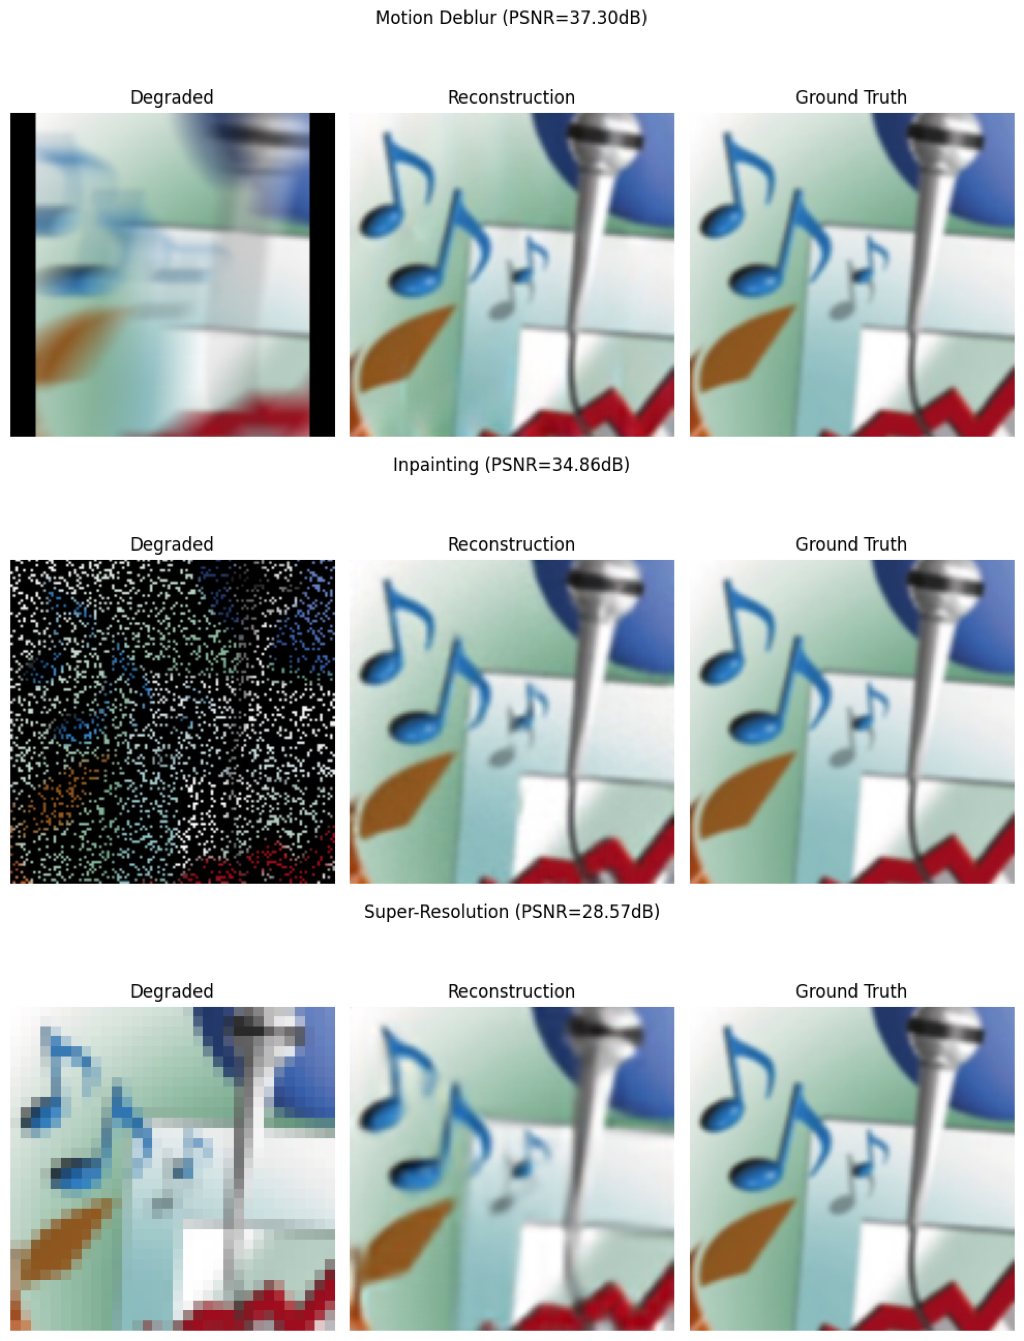 Motion Deblur (PSNR=37.30dB)
Degraded Reconstruction Ground Truth
Inpainting (PSNR=34.86dB)
Degraded Reconstruction Ground Truth
Super-Resolution (PSNR=28.57dB)
Degraded Reconstruction Ground Truth